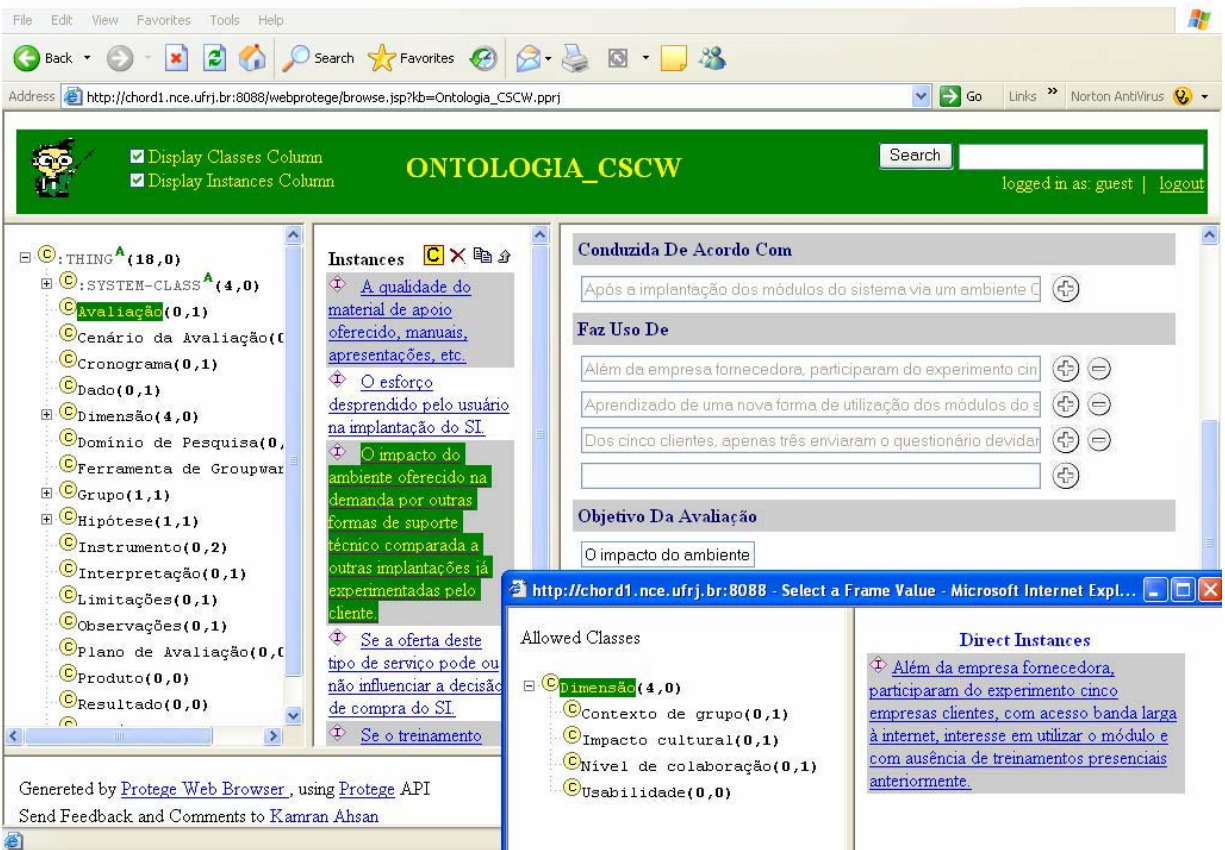 File Edit View Favorites Tools Help
Back Search Favorites
Address http://chord1.nce.ufrj.br:8088/webprotege/browse.jsp?kb=Ontologia_CSCW.pprj Go Links » Norton AntiVirus
Display Classes Column
Display Instances Column
ONTOLOGIA_CSCW
Search
logged in as: guest | logout
:THING A (18,0)
:SYSTEM-CLASS A (4,0)
Avaliação(0,1)
Cenário da Avaliação(
Cronograma(0,1)
Dado(0,1)
Dimensão(4,0)
Domínio de Pesquisa(0,
Ferramenta de Groupwar
Grupo(1,1)
Hipótese(1,1)
Instrumento(0,2)
Interpretação(0,1)
Limitações(0,1)
Observações(0,1)
Plano de Avaliação(0,
Produto(0,0)
Resultado(0,0)
Instances C
A qualidade do
material de apoio
oferecido, manuais,
apresentações, etc.
O esforço
desprendido pelo usuário
na implantação do SI.
O impacto do
ambiente oferecido na
demanda por outras
formas de suporte
técnico comparada a
outras implantações já
experimentadas pelo
cliente.
Se a oferta deste
tipo de serviço pode ou
não influenciar a decisão
de compra do SI.
Se o treinamento
Conduzida De Acordo Com
Após a implantação dos módulos do sistema via um ambiente
Faz Uso De
Além da empresa fornecedora, participaram do experimento cin
Aprendizado de uma nova forma de utilização dos módulos do s
Dos cinco clientes, apenas três enviaram o questionário devidar
Objetivo Da Avaliação
O impacto do ambiente
http://chord1.nce.ufrj.br:8088 - Select a Frame Value - Microsoft Internet Expl...
Allowed Classes
Dimensão(4,0)
Contexto de grupo(0,1)
Impacto cultural(0,1)
Nível de colaboração(0,1)
Usabilidade(0,0)
Direct Instances
Além da empresa fornecedora,
participaram do experimento cinco
empresas clientes, com acesso banda larga
à internet, interesse em utilizar o módulo e
com ausência de treinamentos presenciais
anteriormente.
Genereted by Protege Web Browser , using Protege API
Send Feedback and Comments to Kamran Ahsan